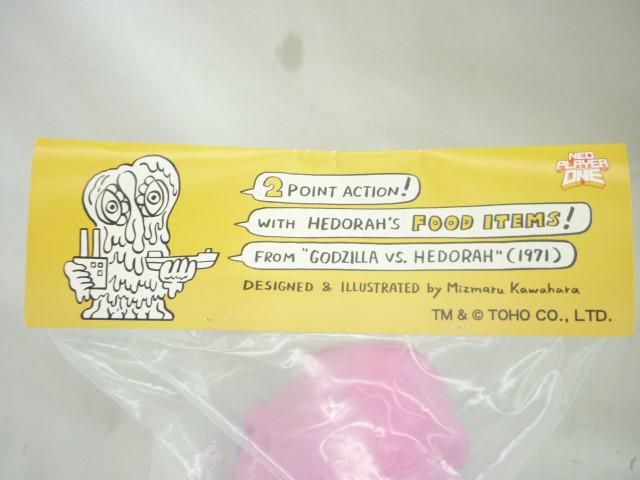 NEO
PLAYER
ONE
2 POINT ACTION!
WITH HEDORAH'S FOOD ITEMS!
FROM "GODZILLA VS. HEDORAH" (1971)
DESIGNED & ILLUSTRATED by Mizmaru Kawahara
TM & © TOHO CO., LTD.